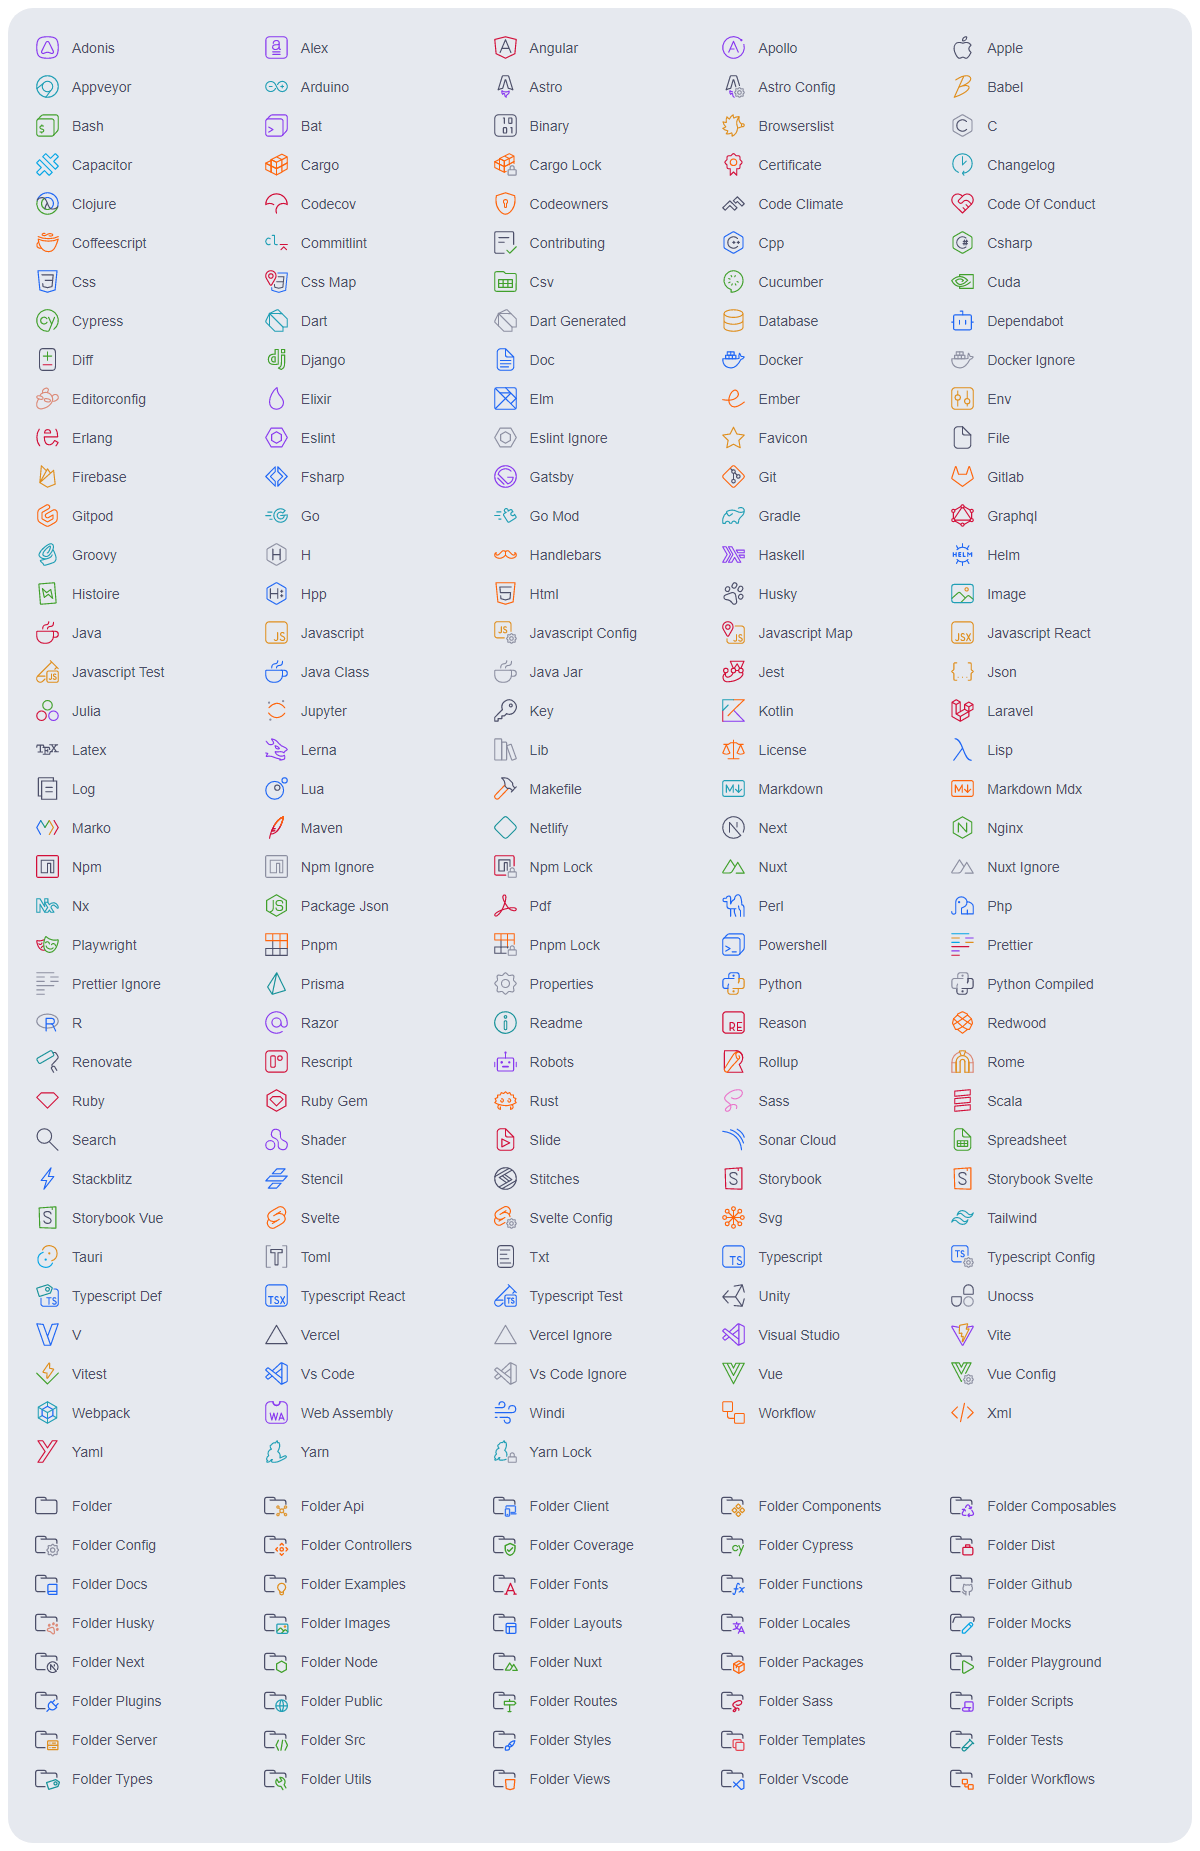 Adonis Alex Angular Apollo Apple
Appveyor Arduino Astro Astro Config Babel
Bash Bat Binary Browserslist C
Capacitor Cargo Cargo Lock Certificate Changelog
Clojure Codecov Codeowners Code Climate Code Of Conduct
Coffeescript Commitlint Contributing Cpp Csharp
Css Css Map Csv Cucumber Cuda
Cypress Dart Dart Generated Database Dependabot
Diff Django Doc Docker Docker Ignore
Editorconfig Elixir Elm Ember Env
Erlang Eslint Eslint Ignore Favicon File
Firebase Fsharp Gatsby Git Gitlab
Gitpod Go Go Mod Gradle Graphql
Groovy H Handlebars Haskell Helm
Histoire Hpp Html Husky Image
Java Javascript Javascript Config Javascript Map Javascript React
Javascript Test Java Class Java Jar Jest Json
Julia Jupyter Key Kotlin Laravel
Latex Lerna Lib License Lisp
Log Lua Makefile Markdown Markdown Mdx
Marko Maven Netlify Next Nginx
Npm Npm Ignore Npm Lock Nuxt Nuxt Ignore
Nx Package Json Pdf Perl Php
Playwright Pnpm Pnpm Lock Powershell Prettier
Prettier Ignore Prisma Properties Python Python Compiled
R Razor Readme Reason Redwood
Renovate Rescript Robots Rollup Rome
Ruby Ruby Gem Rust Sass Scala
Search Shader Slide Sonar Cloud Spreadsheet
Stackblitz Stencil Stitches Storybook Storybook Svelte
Storybook Vue Svelte Svelte Config Svg Tailwind
Tauri Toml Txt Typescript Typescript Config
Typescript Def Typescript React Typescript Test Unity Unocss
V Vercel Vercel Ignore Visual Studio Vite
Vitest Vs Code Vs Code Ignore Vue Vue Config
Webpack Web Assembly Windi Workflow Xml
Yaml Yarn Yarn Lock
Folder Folder Api Folder Client Folder Components Folder Composables
Folder Config Folder Controllers Folder Coverage Folder Cypress Folder Dist
Folder Docs Folder Examples Folder Fonts Folder Functions Folder Github
Folder Husky Folder Images Folder Layouts Folder Locales Folder Mocks
Folder Next Folder Node Folder Nuxt Folder Packages Folder Playground
Folder Plugins Folder Public Folder Routes Folder Sass Folder Scripts
Folder Server Folder Src Folder Styles Folder Templates Folder Tests
Folder Types Folder Utils Folder Views Folder Vscode Folder Workflows